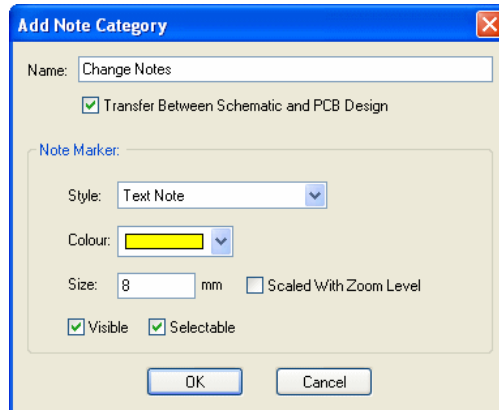 Add Note Category
Name: Change Notes
Transfer Between Schematic and PCB Design
Note Marker:
Style: Text Note
Colour:
Size: 8 mm Scaled With Zoom Level
Visible Selectable
OK Cancel